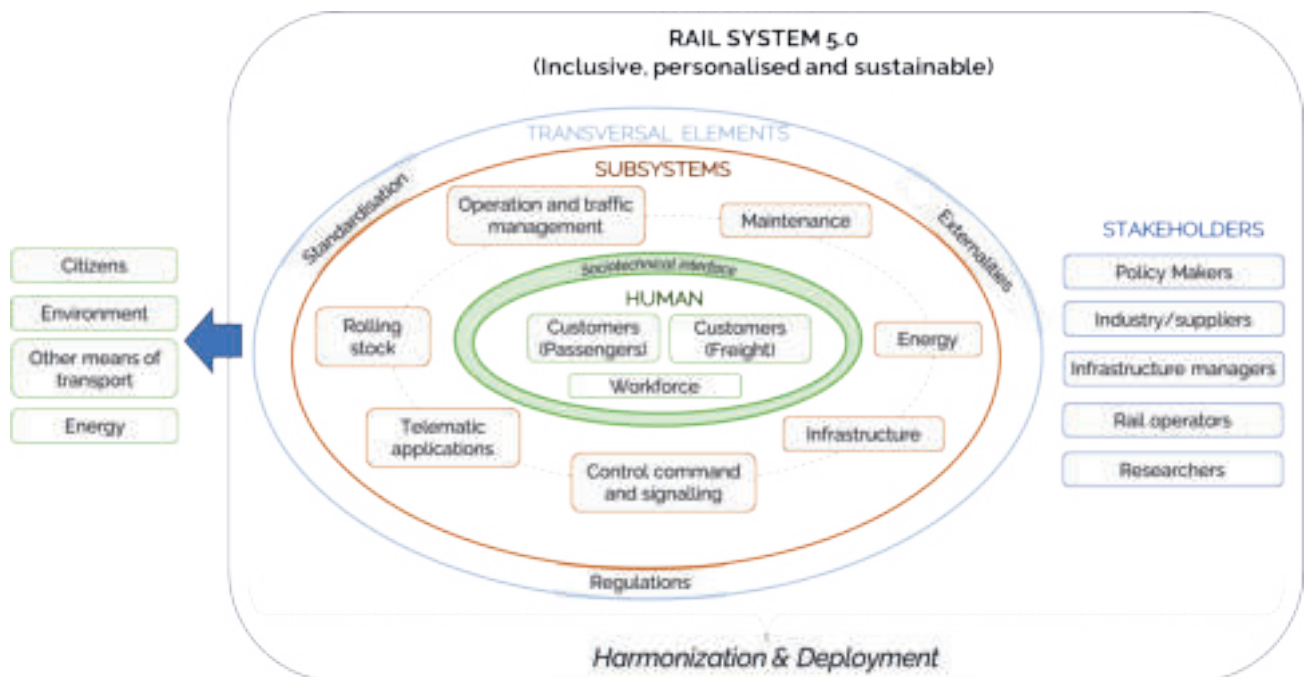 RAIL SYSTEM 5.0
(Inclusive, personalised and sustainable)
TRANSVERSAL ELEMENTS
SUBSYSTEMS
Standardisation
Externalities
Regulations
Operation and traffic
management
Maintenance
Rolling
stock
Energy
Telematic
applications
Infrastructure
Control command
and signalling
Sociotechnical interface
HUMAN
Customers
(Passengers)
Customers
(Freight)
Workforce
Citizens
Environment
Other means of
transport
Energy
STAKEHOLDERS
Policy Makers
Industry/suppliers
Infrastructure managers
Rail operators
Researchers
Harmonization & Deployment